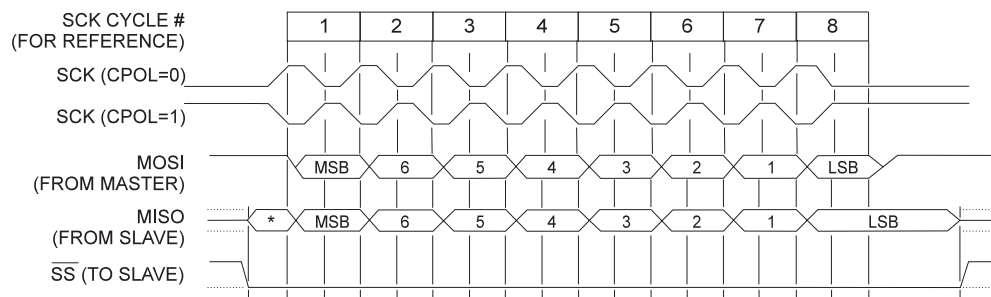 SCK CYCLE # 1 2 3 4 5 6 7 8
(FOR REFERENCE)
SCK (CPOL=0)
SCK (CPOL=1)
MOSI MSB 6 5 4 3 2 1 LSB
(FROM MASTER)
MISO * MSB 6 5 4 3 2 1 LSB
(FROM SLAVE)
SS (TO SLAVE)